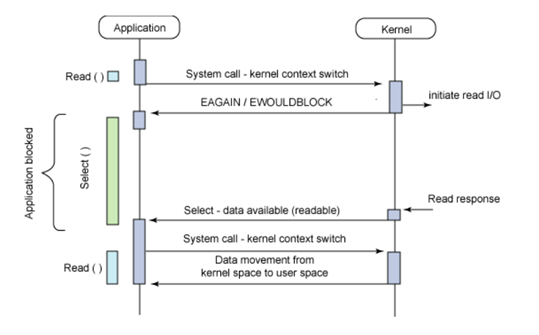 Application
Kernel
Read ( )
System call - kernel context switch
EAGAIN / EWOULDBLOCK
initiate read I/O
Application blocked
Select ( )
Read response
Select - data available (readable)
System call - kernel context switch
Read ( )
Data movement from
kernel space to user space